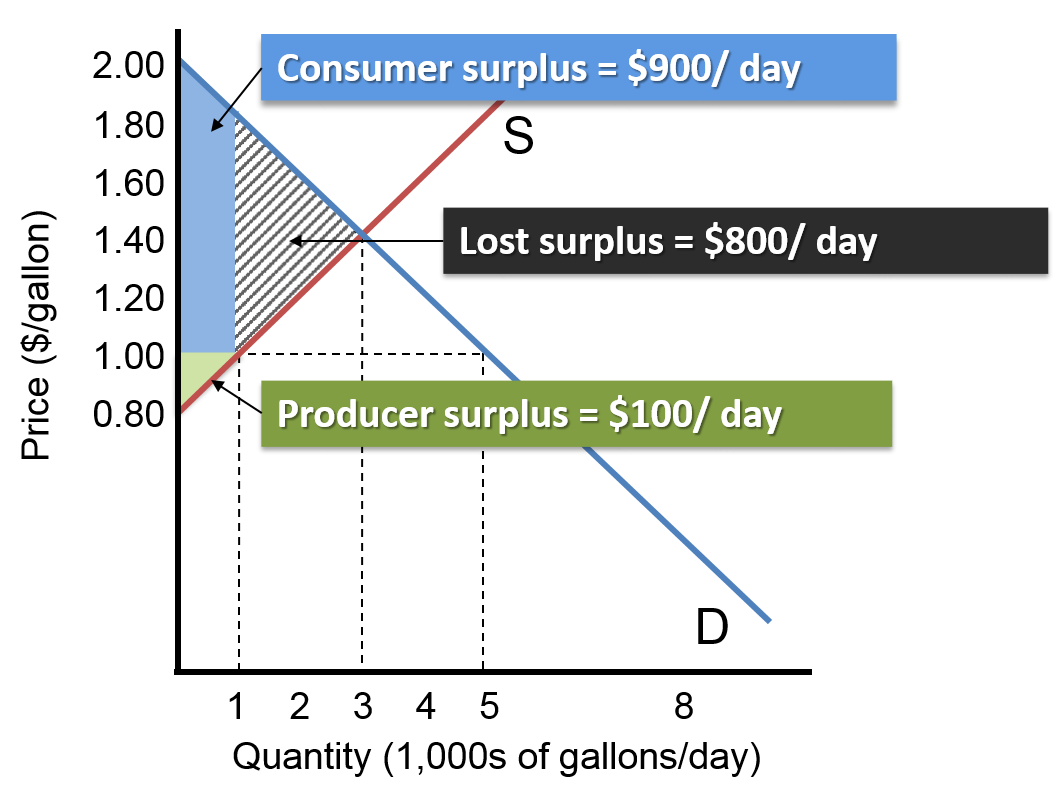 2.00
Consumer surplus = $900/ day
1.80
S
1.60
1.40
Lost surplus = $800/ day
1.20
1.00
0.80
Producer surplus = $100/ day
Price ($/gallon)
D
1 2 3 4 5 8
Quantity (1,000s of gallons/day)